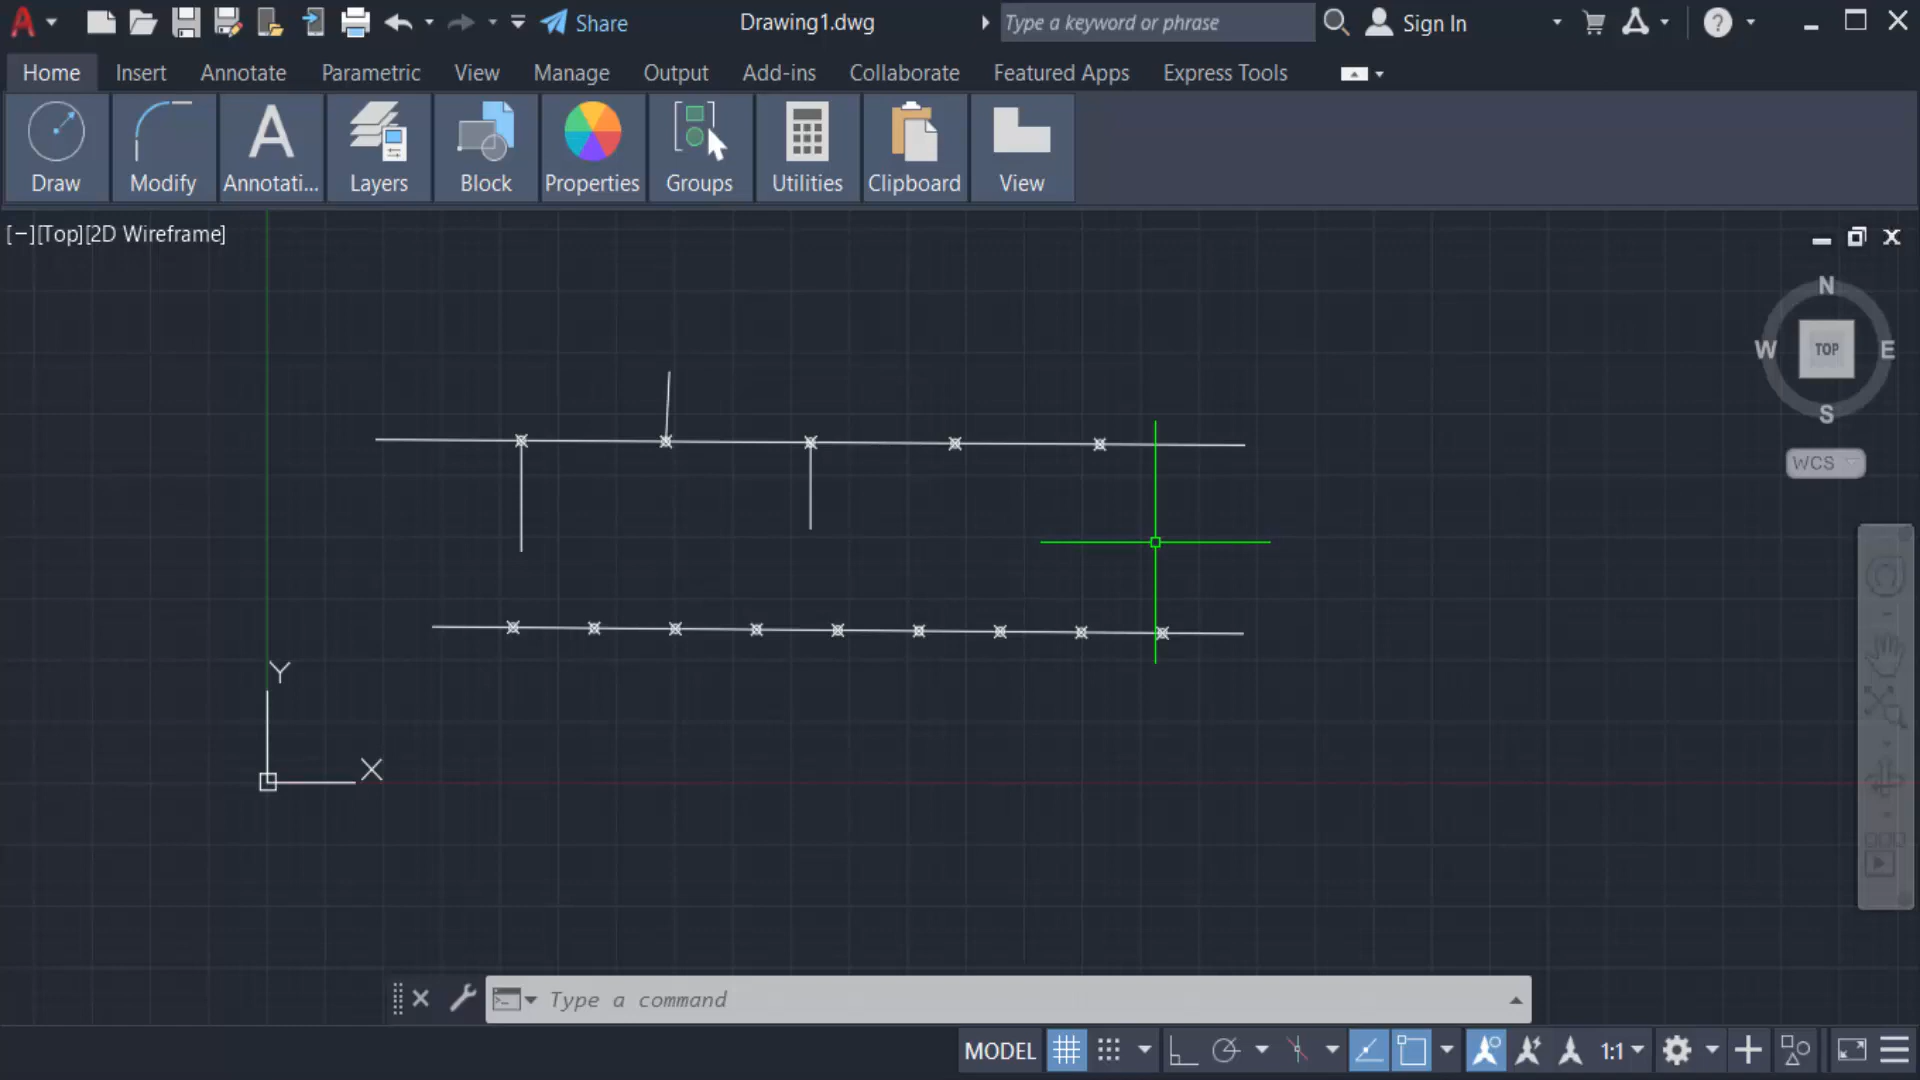 Share
Drawing1.dwg
Type a keyword or phrase
Sign In
Home Insert Annotate Parametric View Manage Output Add-ins Collaborate Featured Apps Express Tools
Draw Modify Annotati... Layers Block Properties Groups Utilities Clipboard View
[−][Top][2D Wireframe]
N
W TOP E
S
WCS
Y
X
Type a command
MODEL 1:1